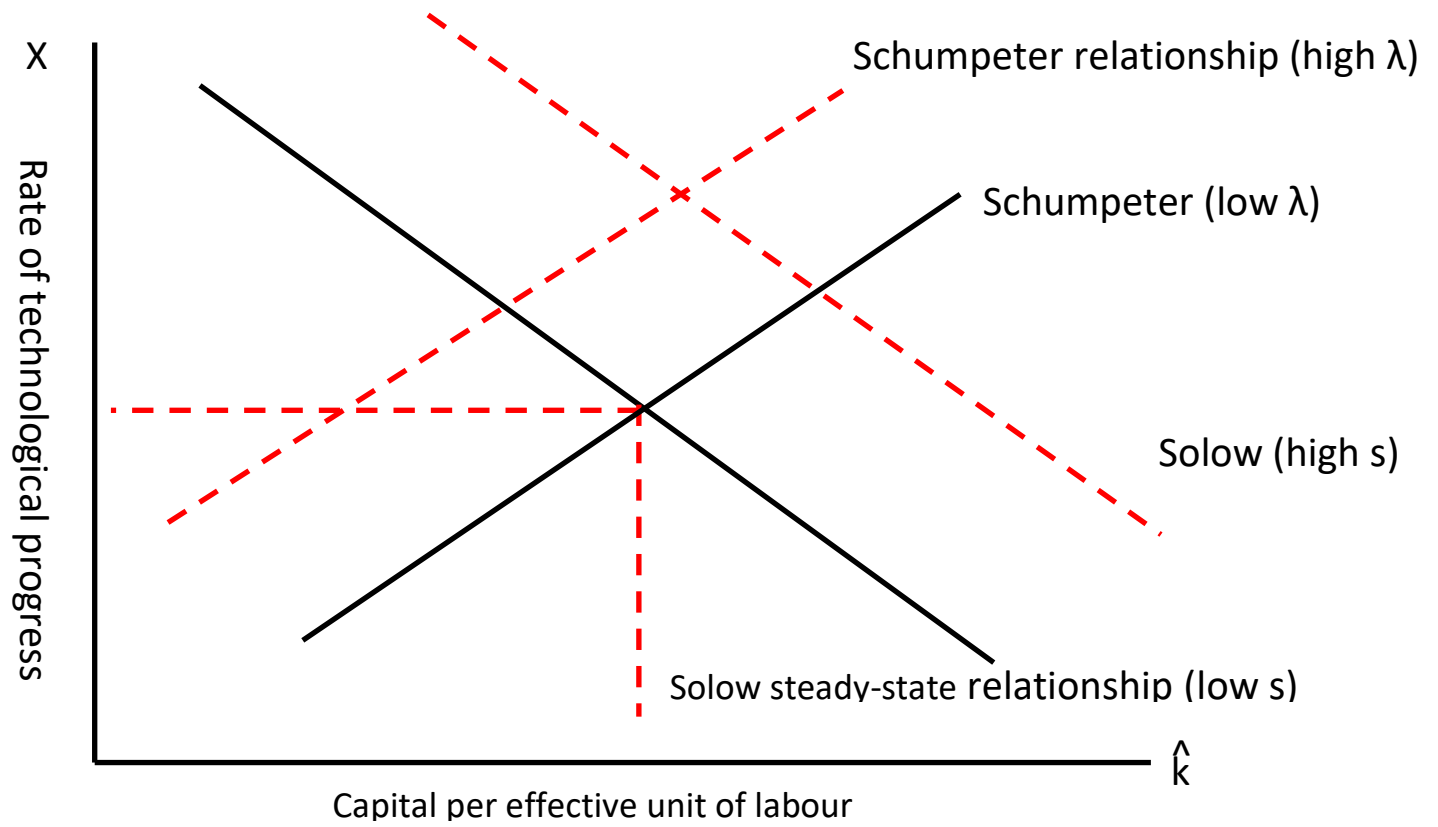 X
Schumpeter relationship (high λ)
Rate of technological progress
Schumpeter (low λ)
Solow (high s)
Solow steady-state relationship (low s)
k̂
Capital per effective unit of labour